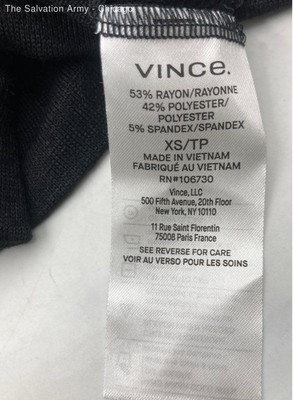 The Salvation Army - Chicago
VINCE.
53% RAYON/RAYONNE
42% POLYESTER/
POLYESTER
5% SPANDEX/SPANDEX
XS/TP
MADE IN VIETNAM
FABRIQUÉ AU VIETNAM
RN#106730
Vince, LLC
500 Fifth Avenue, 20th Floor
New York, NY 10110
11 Rue Saint Florentin
75008 Paris France
SEE REVERSE FOR CARE
VOIR AU VERSO POUR LES SOINS